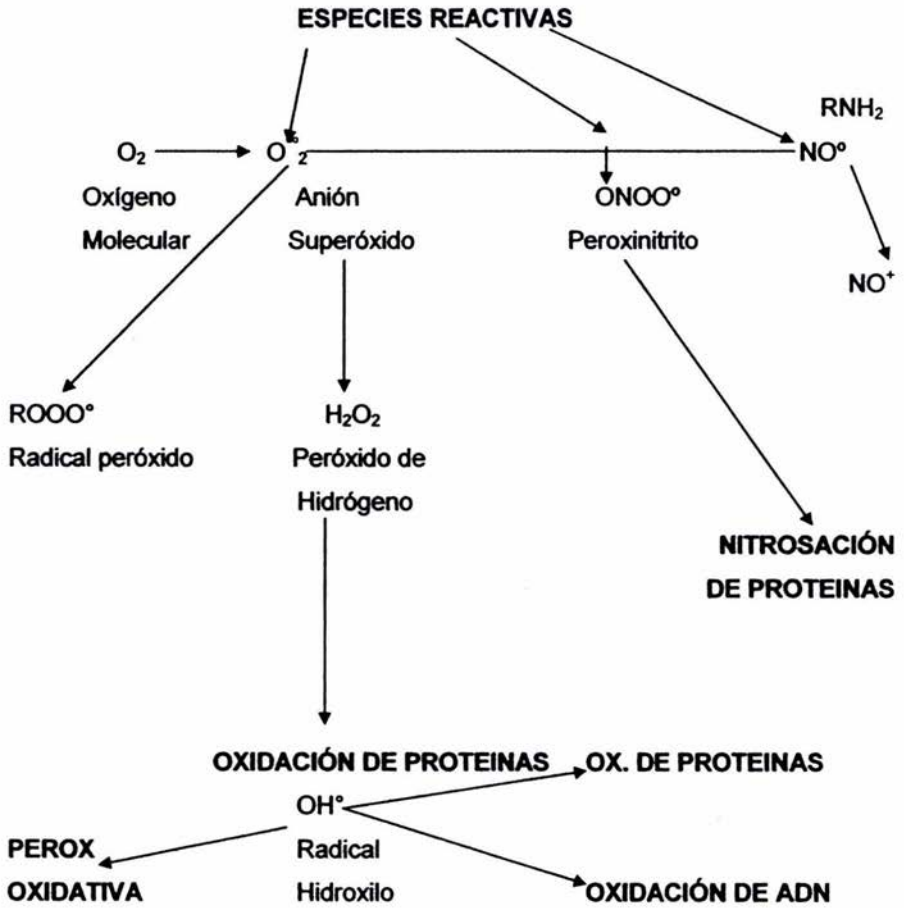 ESPECIES REACTIVAS
RNH₂
O₂ O₂° NO°
Oxígeno Anión ONOO°
Molecular Superóxido Peroxinitrito
NO⁺
ROOO° H₂O₂
Radical peróxido Peróxido de
Hidrógeno
NITROSACIÓN
DE PROTEINAS
OXIDACIÓN DE PROTEINAS OX. DE PROTEINAS
OH°
PEROX Radical
OXIDATIVA Hidroxilo OXIDACIÓN DE ADN